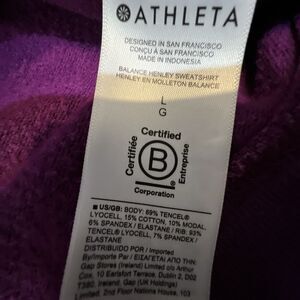 ATHLETA
DESIGNED IN SAN FRANCISCO
CONÇU À SAN FRANCISCO
MADE IN INDONESIA
BALANCE HENLEY SWEATSHIRT
HENLEY EN MOLLETON BALANCE
L
G
Certified
Certifiée
B
Entreprise
Corporation
■ US/GB: BODY: 69% TENCEL®
LYOCELL, 15% COTTON, 10% MODAL,
6% SPANDEX / ELASTANE / RIB: 93%
TENCEL® LYOCELL, 7% SPANDEX /
ELASTANE
DISTRIBUIDO POR / Imported
By/Importe Par / ΕΙΣΑΓΕΤΑΙ ΑΠΟ ΤΗΝ
Gap Stores (Ireland) Limited c/o Arthur
Cox, 10 Earlsfort Terrace, Dublin 2, D02
T380, Ireland, Gap (UK Holdings)
Limited, 2nd Floor Nations House, 103